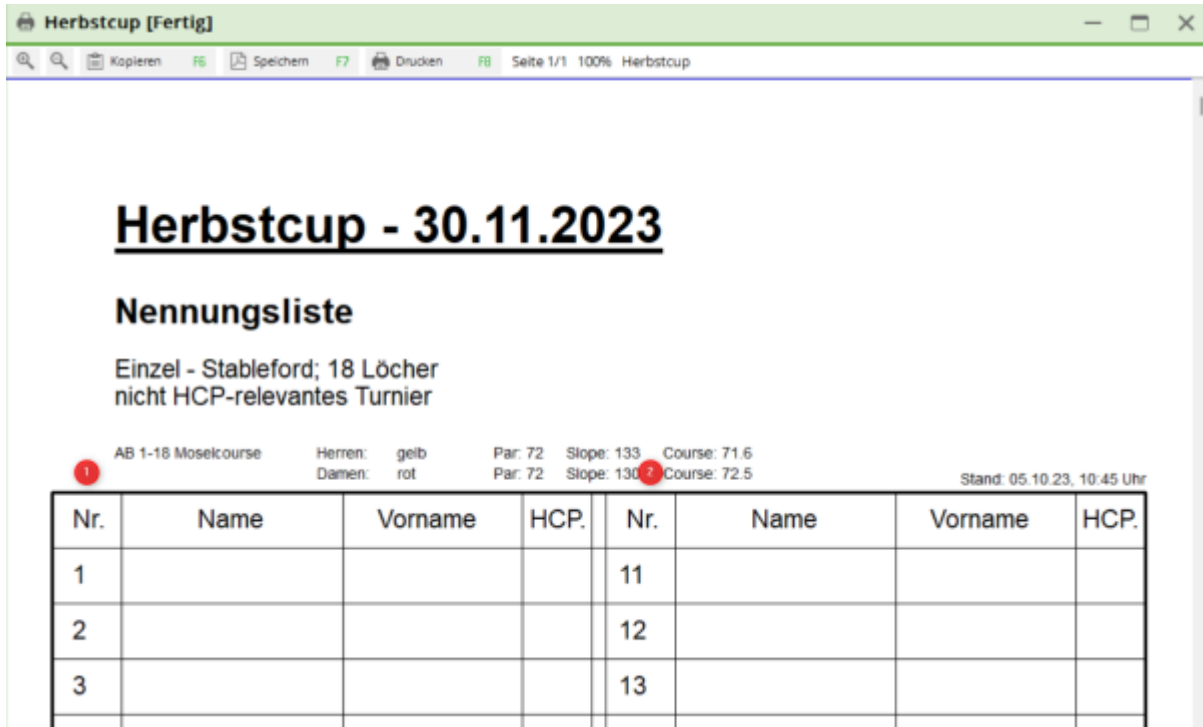 Herbstcup [Fertig]
Kopieren F6 Speichern F7 Drucken F8 Seite 1/1 100% Herbstcup
Herbstcup - 30.11.2023
Nennungsliste
Einzel - Stableford; 18 Löcher
nicht HCP-relevantes Turnier
AB 1-18 Moselcourse Herren: gelb Par: 72 Slope: 133 Course: 71.6
1 Damen: rot Par: 72 Slope: 130 2 Course: 72.5 Stand: 05.10.23, 10:45 Uhr
Nr. Name Vorname HCP. Nr. Name Vorname HCP.
1 11
2 12
3 13